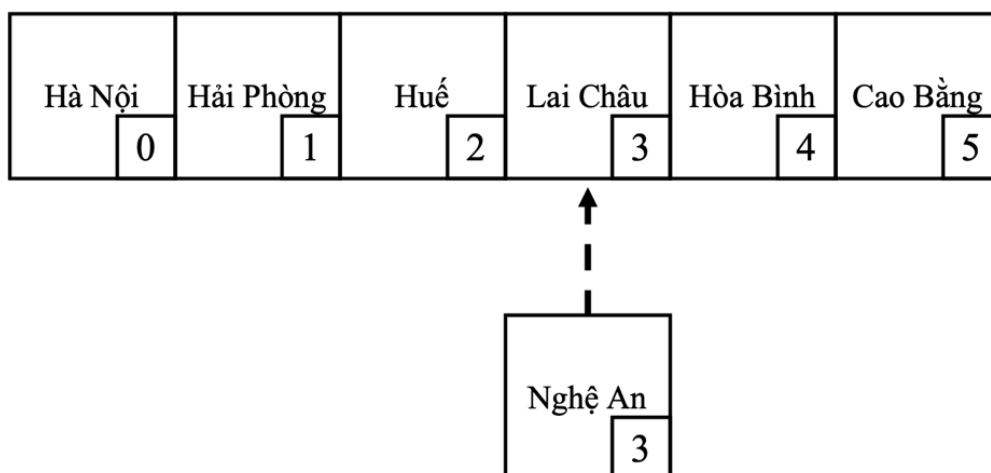 Hà Nội Hải Phòng Huế Lai Châu Hòa Bình Cao Bằng
0 1 2 3 4 5
Nghệ An
3